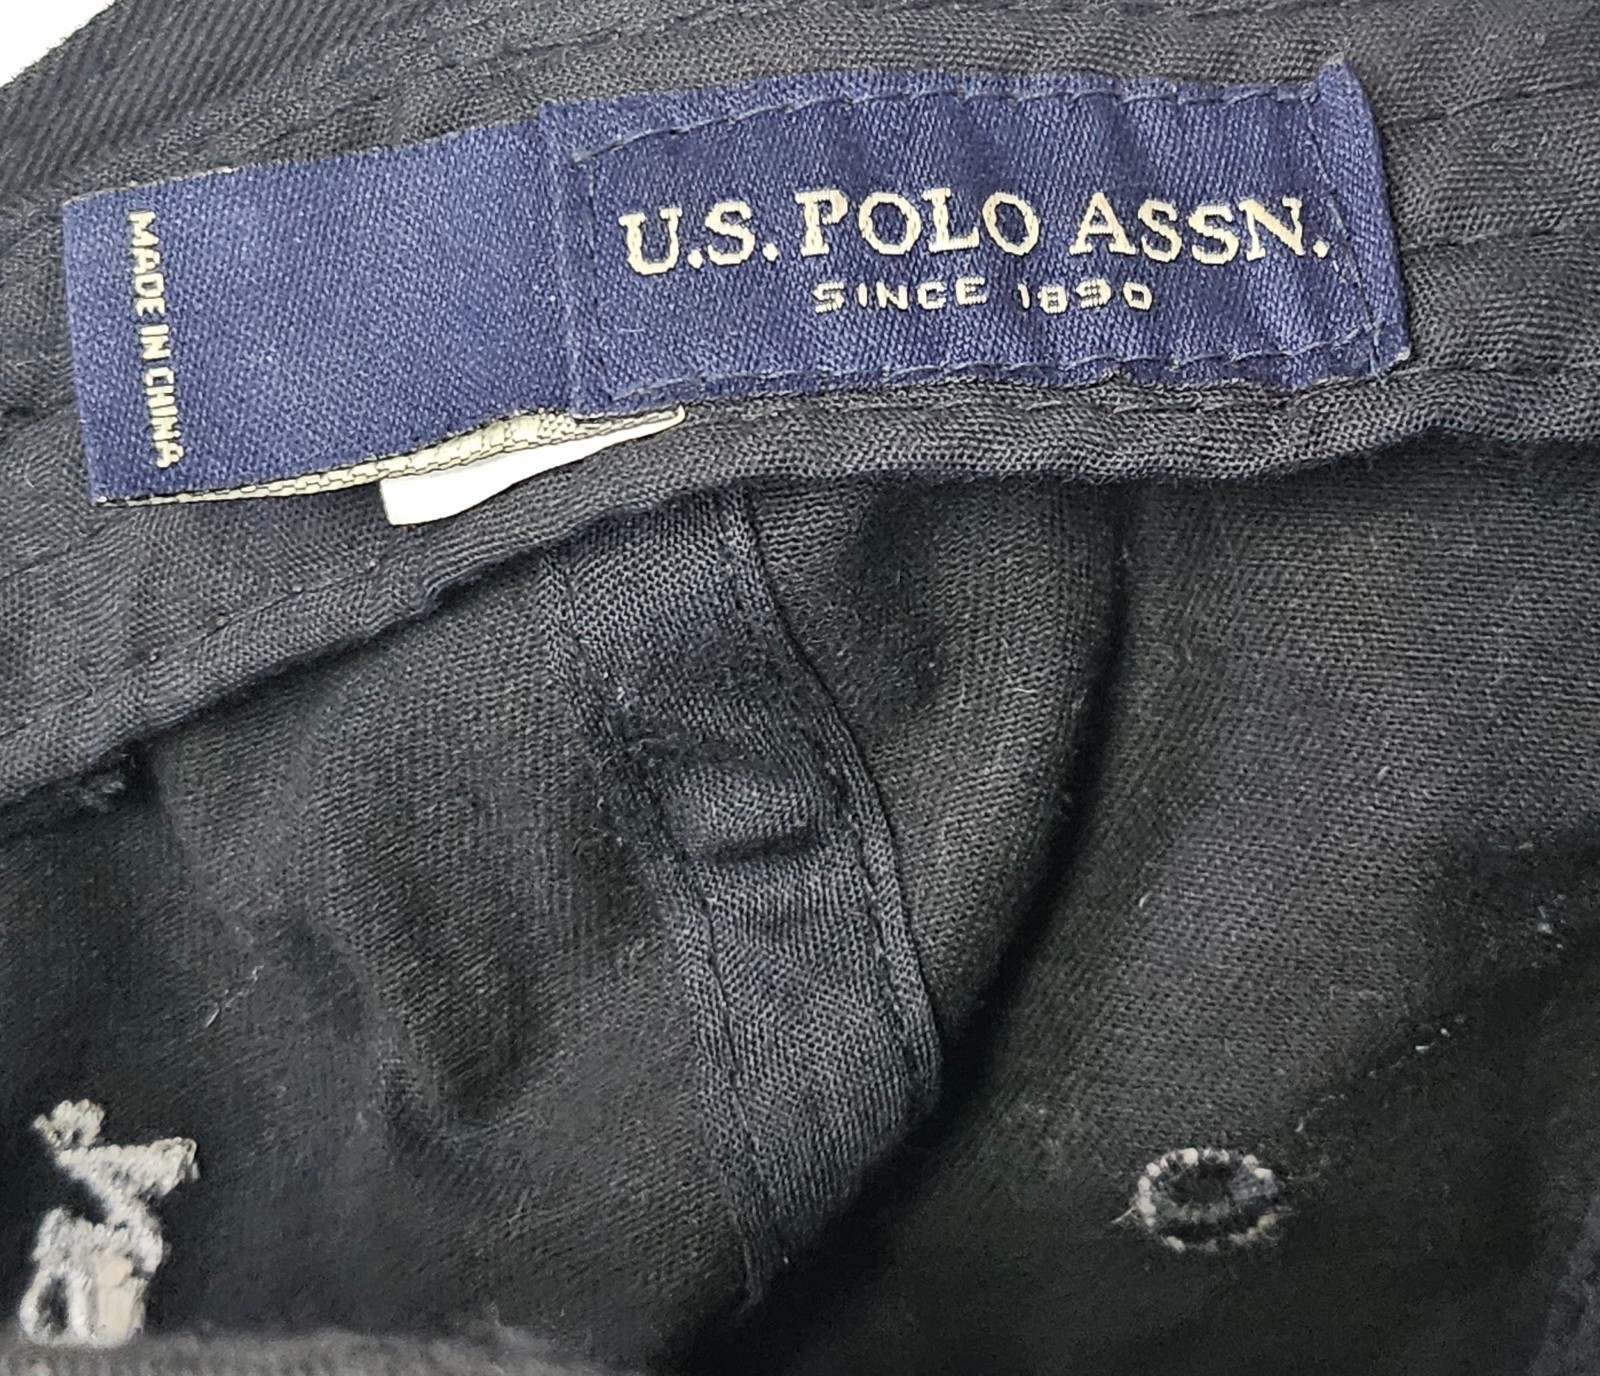 U.S. POLO ASSN.
SINCE 1890
MADE IN CHINA